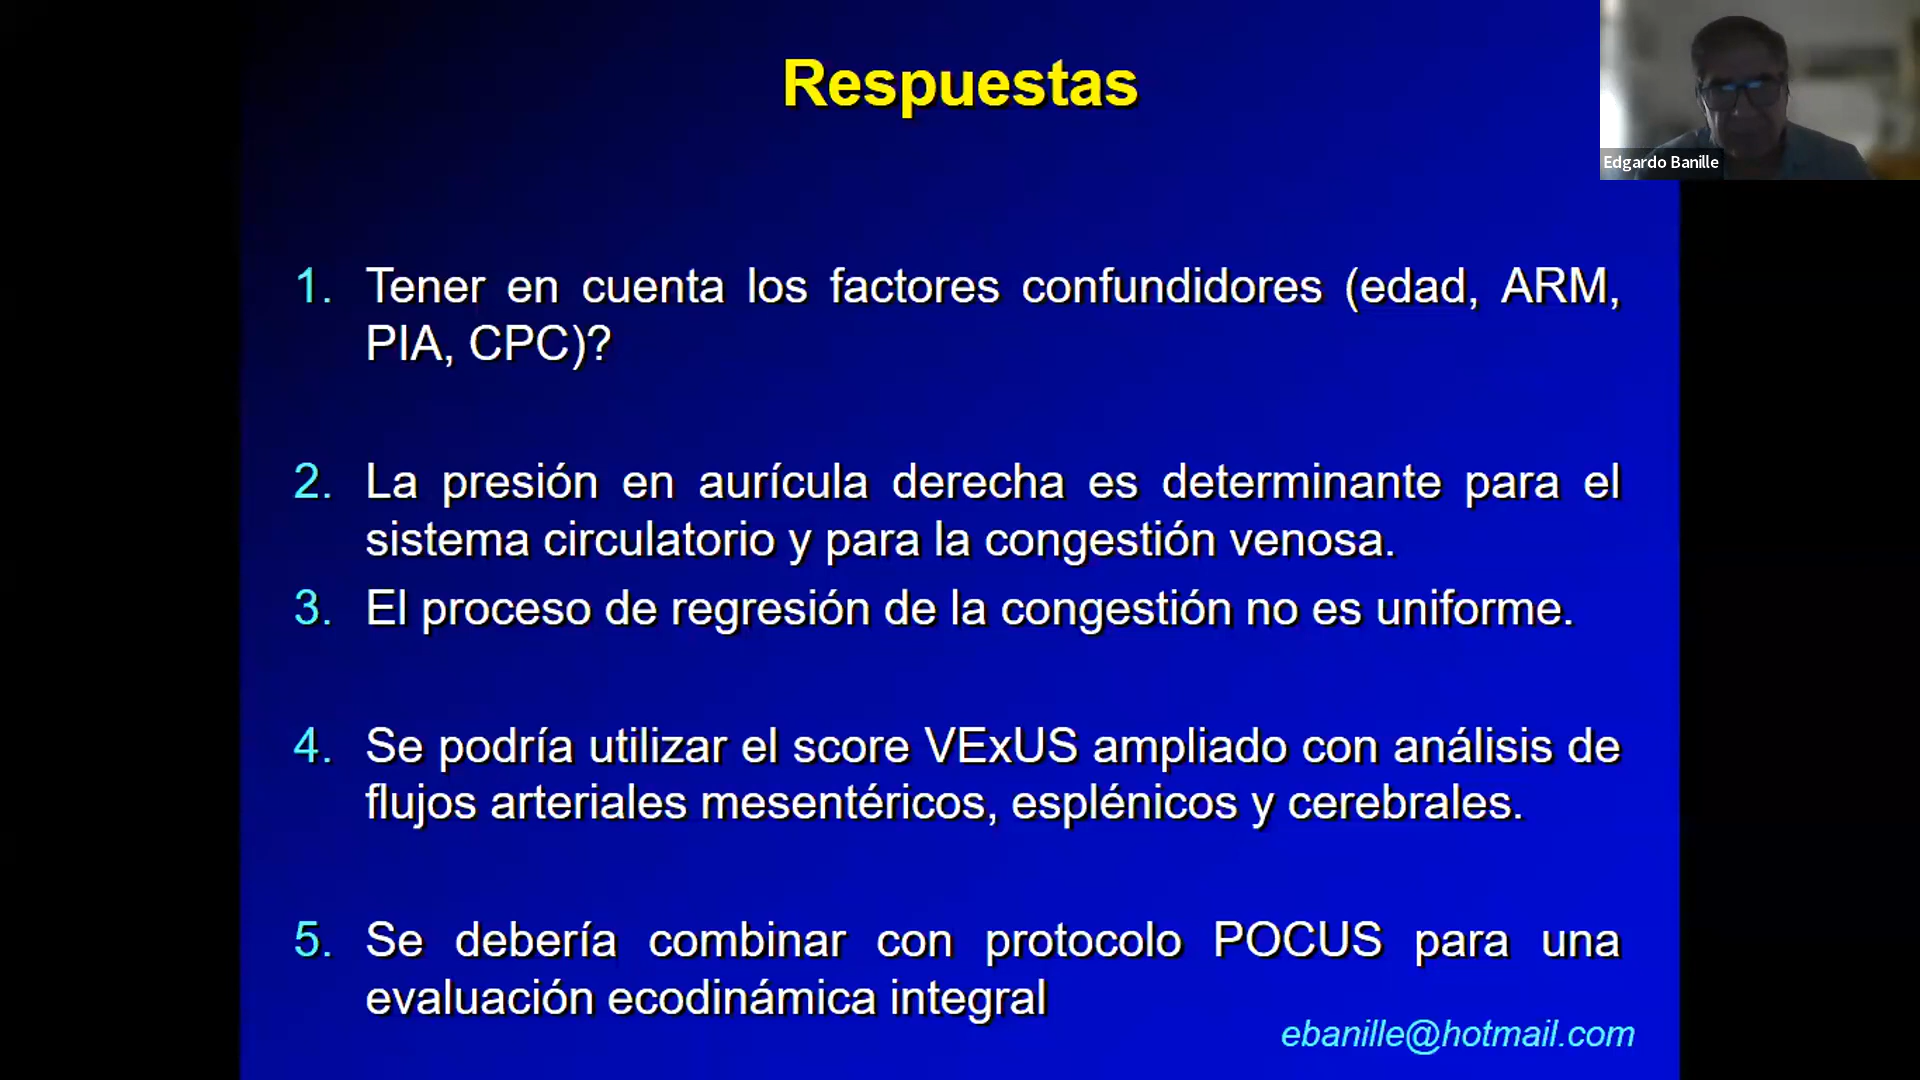 Respuestas
Edgardo Banille
1. Tener en cuenta los factores confundidores (edad, ARM,
PIA, CPC)?
2. La presión en aurícula derecha es determinante para el
sistema circulatorio y para la congestión venosa.
3. El proceso de regresión de la congestión no es uniforme.
4. Se podría utilizar el score VExUS ampliado con análisis de
flujos arteriales mesentéricos, esplénicos y cerebrales.
5. Se debería combinar con protocolo POCUS para una
evaluación ecodinámica integral
ebanille@hotmail.com